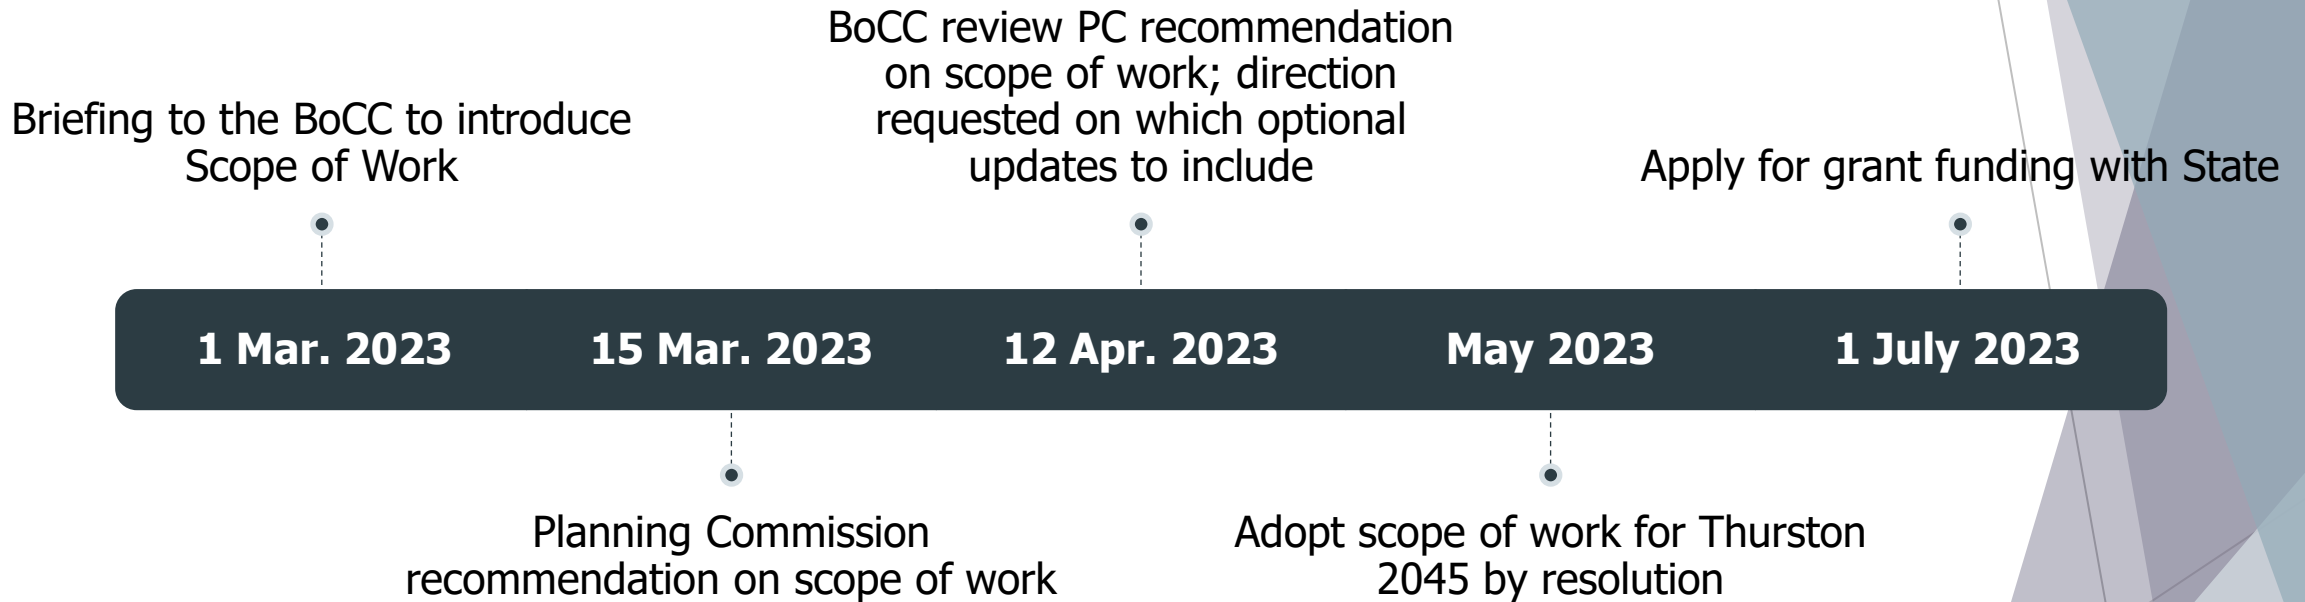 Briefing to the BoCC to introduce
Scope of Work
BoCC review PC recommendation
on scope of work; direction
requested on which optional
updates to include
Apply for grant funding with State
1 Mar. 2023
15 Mar. 2023
12 Apr. 2023
May 2023
1 July 2023
Planning Commission
recommendation on scope of work
Adopt scope of work for Thurston
2045 by resolution